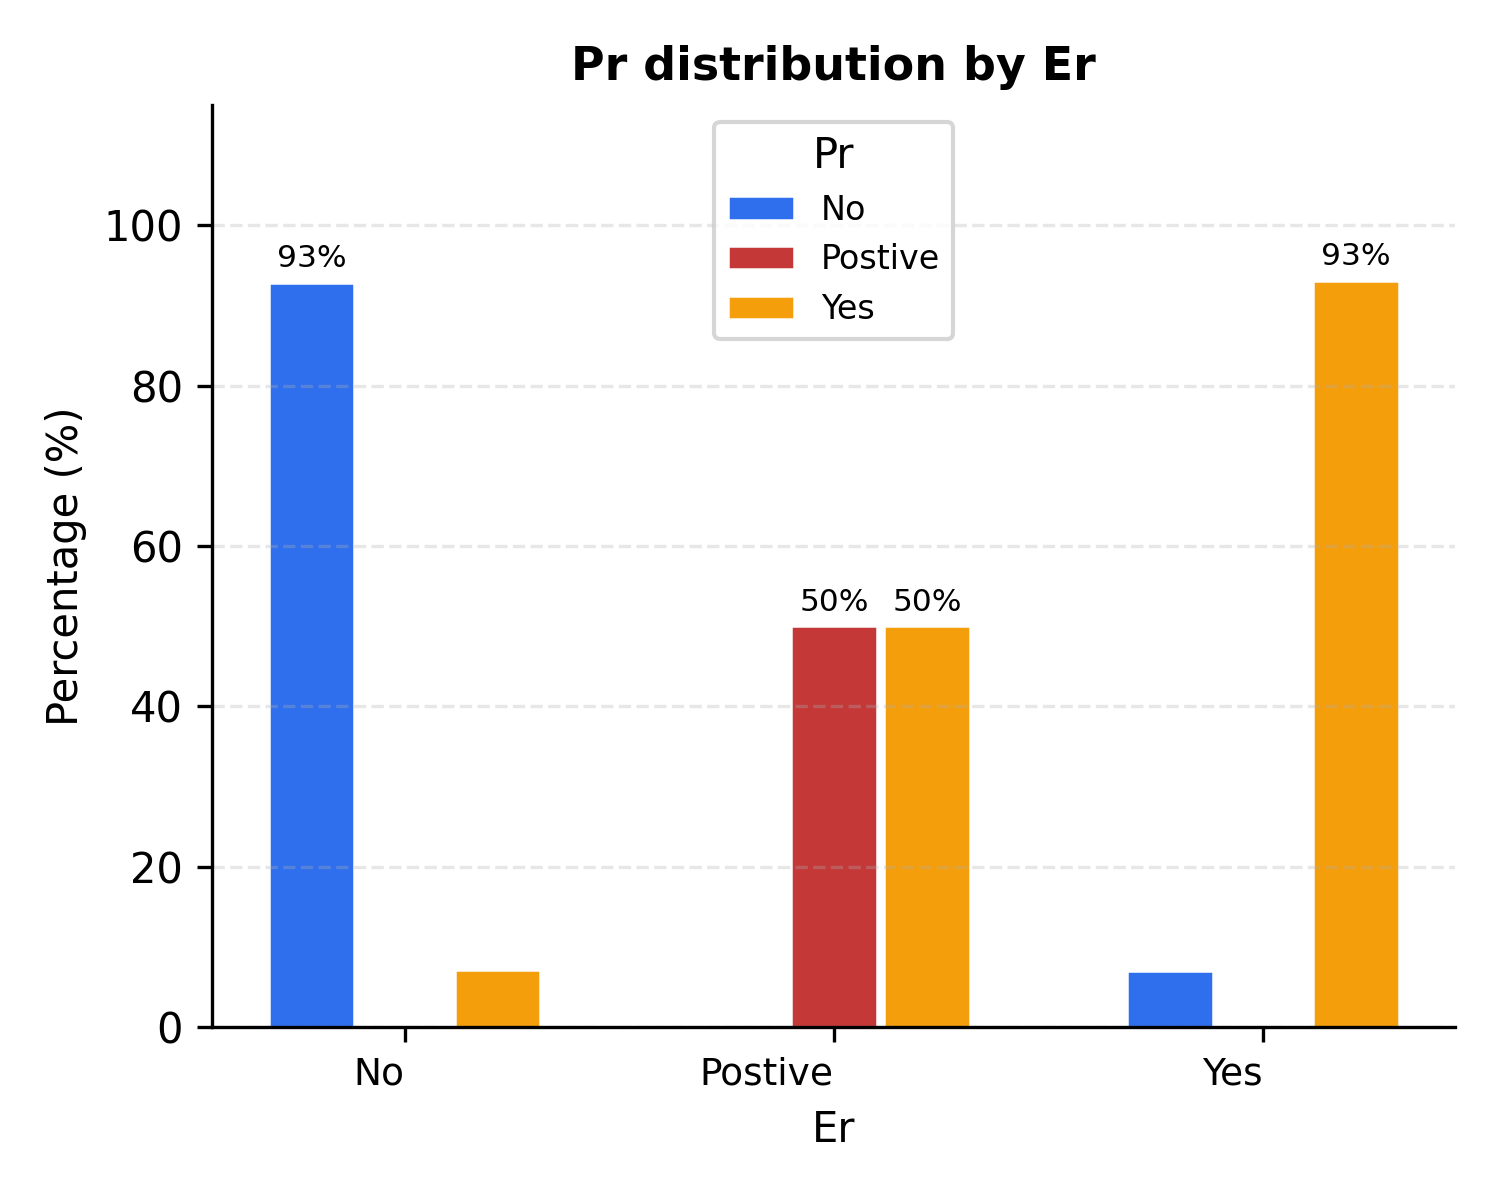 Pr distribution by Er
Pr
No
Postive
Yes
Percentage (%)
100
80
60
40
20
0
93%
50%
50%
93%
No
Postive
Yes
Er